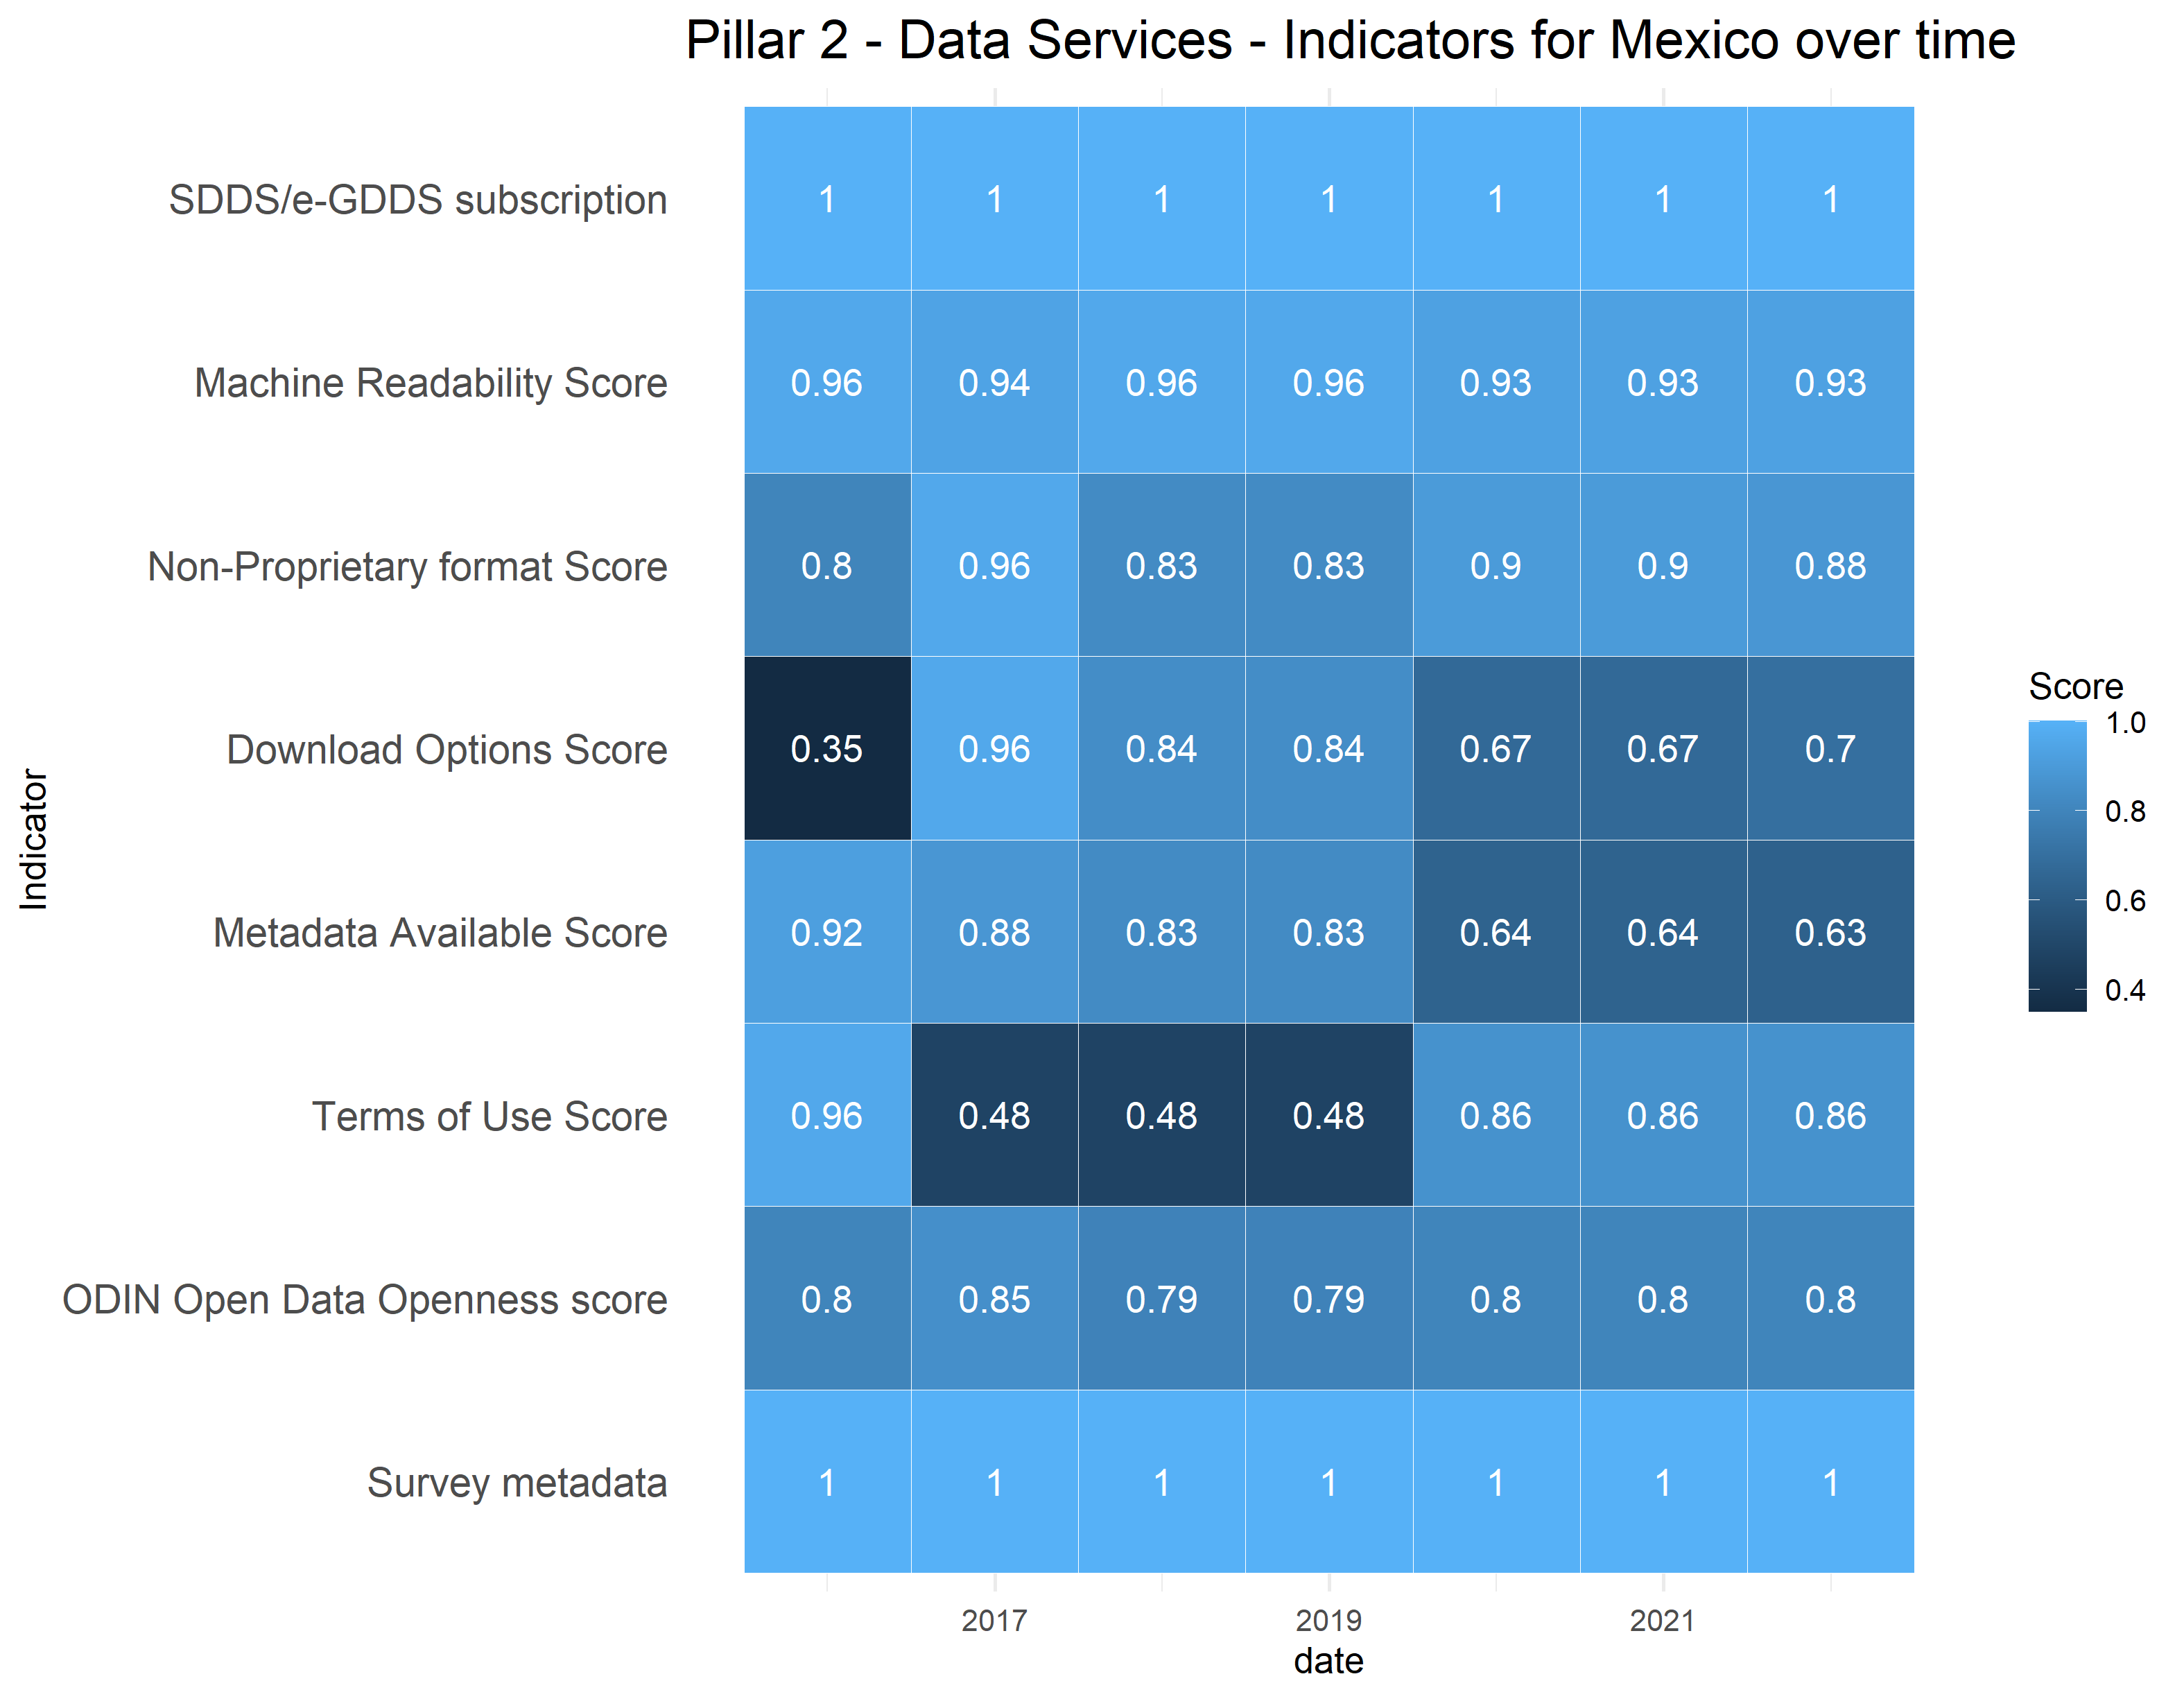 Pillar 2 - Data Services - Indicators for Mexico over time
SDDS/e-GDDS subscription 1 1 1 1 1 1 1
Machine Readability Score 0.96 0.94 0.96 0.96 0.93 0.93 0.93
Non-Proprietary format Score 0.8 0.96 0.83 0.83 0.9 0.9 0.88
Download Options Score 0.35 0.96 0.84 0.84 0.67 0.67 0.7
Metadata Available Score 0.92 0.88 0.83 0.83 0.64 0.64 0.63
Terms of Use Score 0.96 0.48 0.48 0.48 0.86 0.86 0.86
ODIN Open Data Openness score 0.8 0.85 0.79 0.79 0.8 0.8 0.8
Survey metadata 1 1 1 1 1 1 1
2017 2019 2021
date
Indicator
Score
1.0
0.8
0.6
0.4